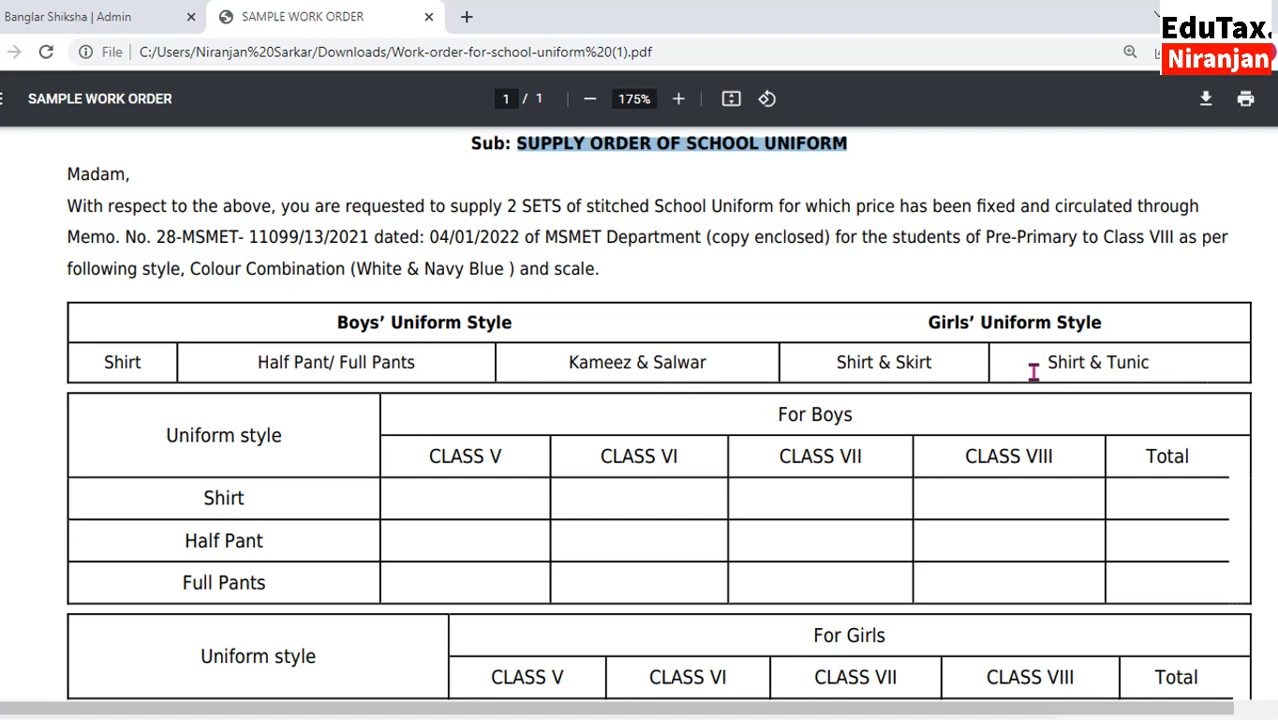 Banglar Shiksha | Admin
SAMPLE WORK ORDER
EduTax.
Niranjan
File C:/Users/Niranjan%20Sarkar/Downloads/Work-order-for-school-uniform%20(1).pdf
SAMPLE WORK ORDER
1 / 1
175%
Sub: SUPPLY ORDER OF SCHOOL UNIFORM
Madam,
With respect to the above, you are requested to supply 2 SETS of stitched School Uniform for which price has been fixed and circulated through
Memo. No. 28-MSMET- 11099/13/2021 dated: 04/01/2022 of MSMET Department (copy enclosed) for the students of Pre-Primary to Class VIII as per
following style, Colour Combination (White & Navy Blue ) and scale.
Boys’ Uniform Style Girls’ Uniform Style
Shirt Half Pant/ Full Pants Kameez & Salwar Shirt & Skirt Shirt & Tunic
Uniform style For Boys
CLASS V CLASS VI CLASS VII CLASS VIII Total
Shirt
Half Pant
Full Pants
Uniform style For Girls
CLASS V CLASS VI CLASS VII CLASS VIII Total